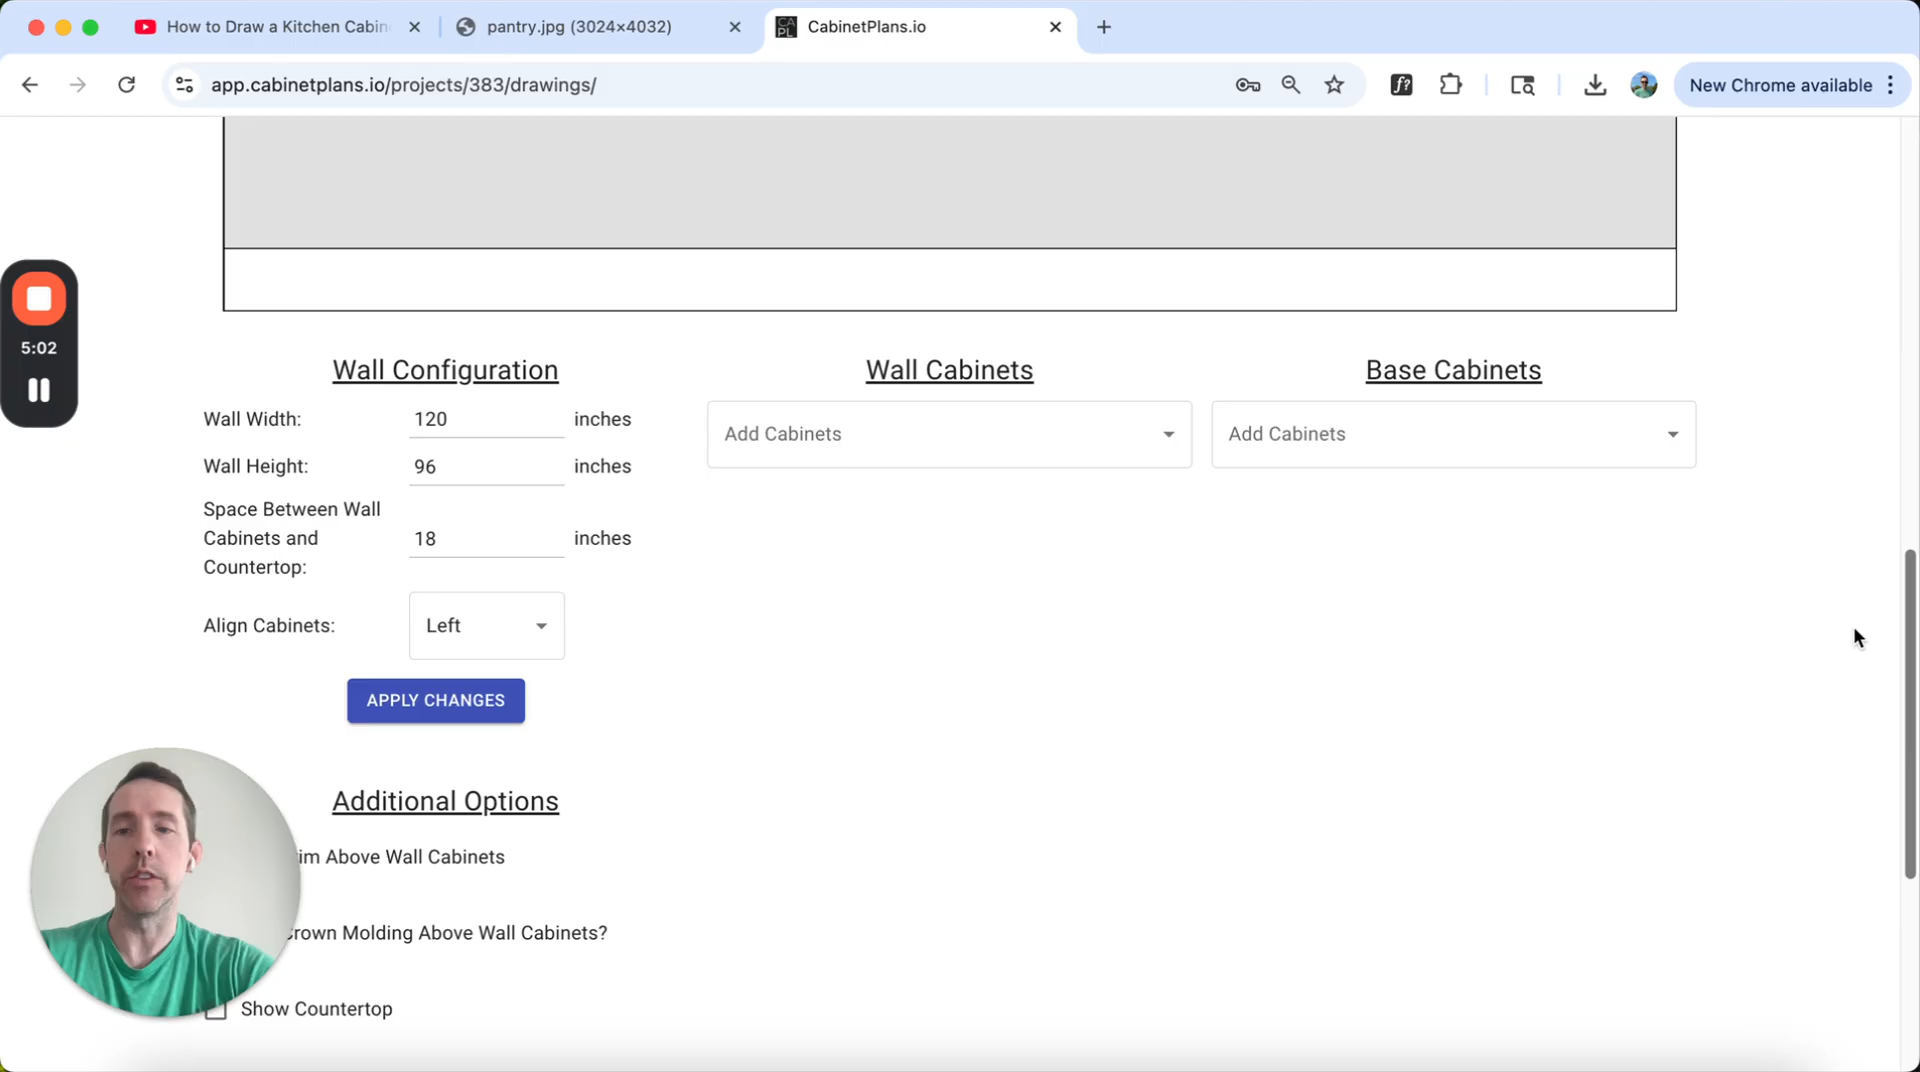 How to Draw a Kitchen Cabin
pantry.jpg (3024×4032)
CA
PL
CabinetPlans.io
app.cabinetplans.io/projects/383/drawings/
f?
New Chrome available
5:02
Wall Configuration
Wall Cabinets
Base Cabinets
Wall Width: 120 inches
Add Cabinets
Add Cabinets
Wall Height: 96 inches
Space Between Wall
Cabinets and 18 inches
Countertop:
Align Cabinets: Left
APPLY CHANGES
Additional Options
im Above Wall Cabinets
rown Molding Above Wall Cabinets?
Show Countertop